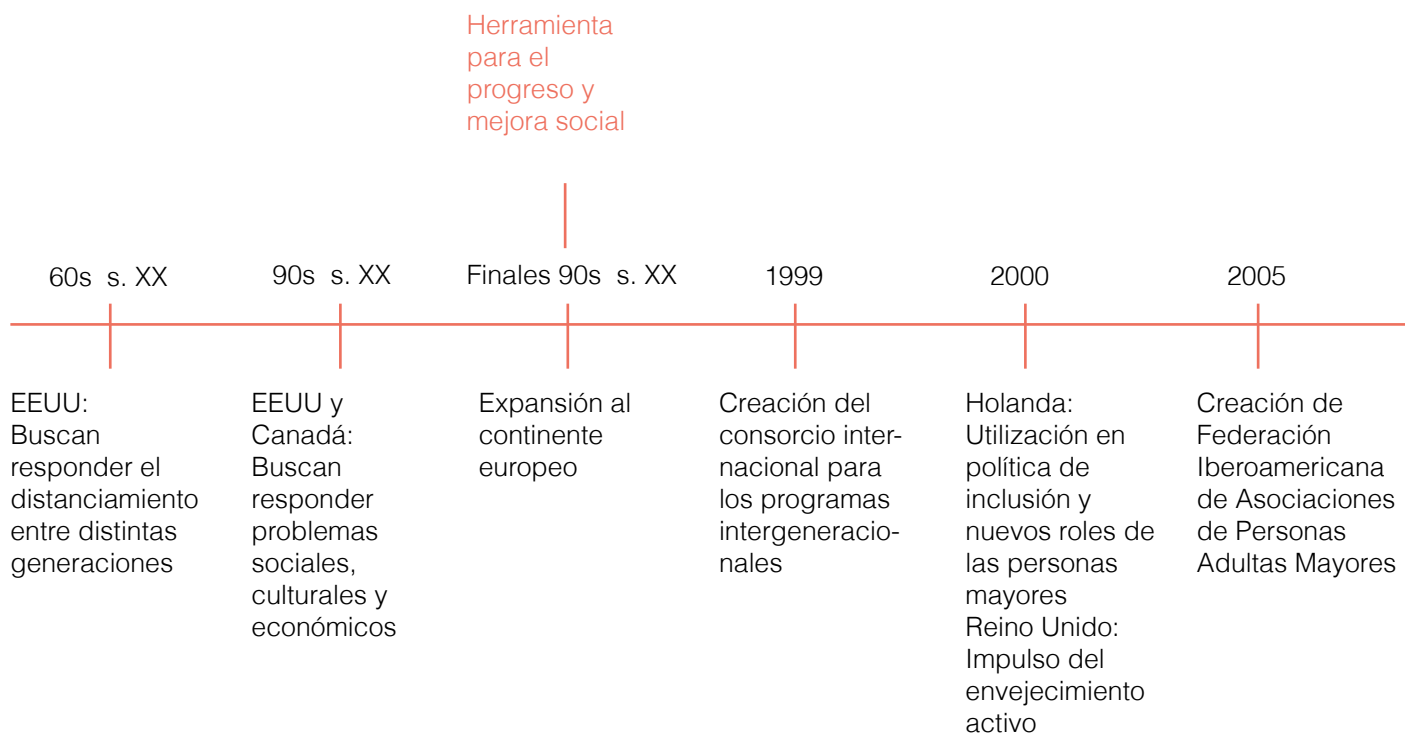 Herramienta
para el
progreso y
mejora social
60s s. XX
90s s. XX
Finales 90s s. XX
1999
2000
2005
EEUU:
Buscan
responder el
distanciamiento
entre distintas
generaciones
EEUU y
Canadá:
Buscan
responder
problemas
sociales,
culturales y
económicos
Expansión al
continente
europeo
Creación del
consorcio inter-
nacional para
los programas
intergeneracio-
nales
Holanda:
Utilización en
política de
inclusión y
nuevos roles de
las personas
mayores
Reino Unido:
Impulso del
envejecimiento
activo
Creación de
Federación
Iberoamericana
de Asociaciones
de Personas
Adultas Mayores